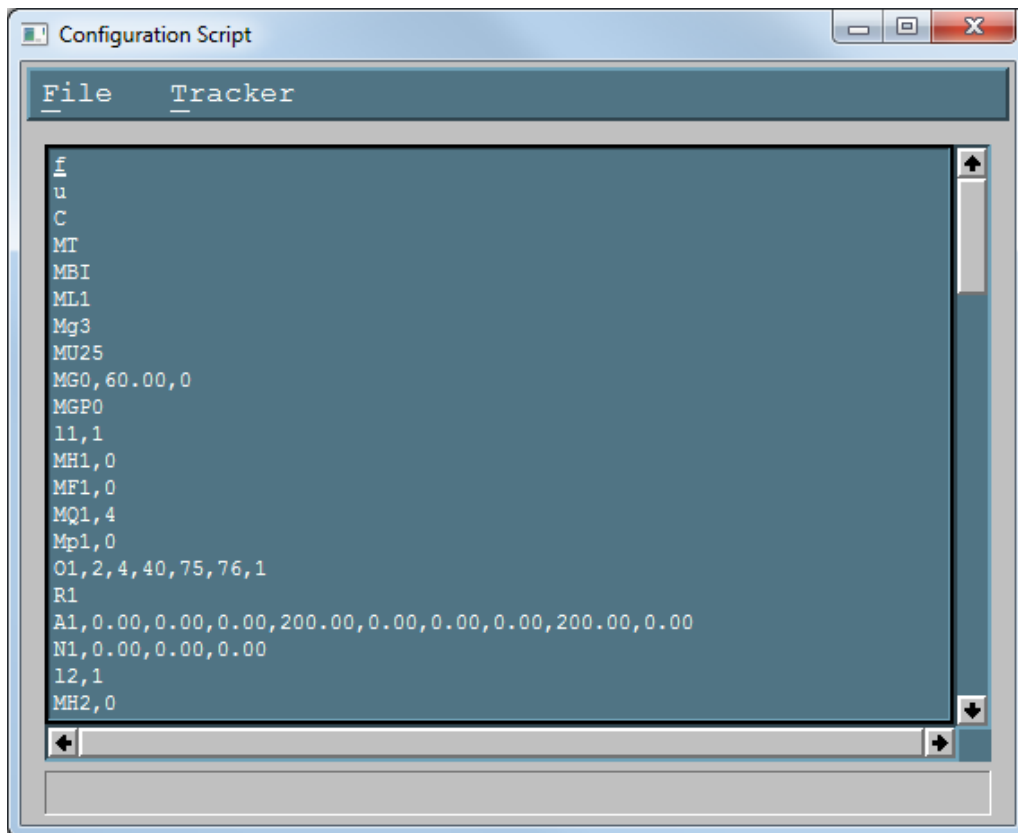 Configuration Script
File Tracker
f
u
C
MT
MBI
ML1
Mg3
MU25
MG0,60.00,0
MGP0
l1,1
MH1,0
MF1,0
MQ1,4
Mp1,0
O1,2,4,40,75,76,1
R1
A1,0.00,0.00,0.00,200.00,0.00,0.00,0.00,200.00,0.00
N1,0.00,0.00,0.00
l2,1
MH2,0